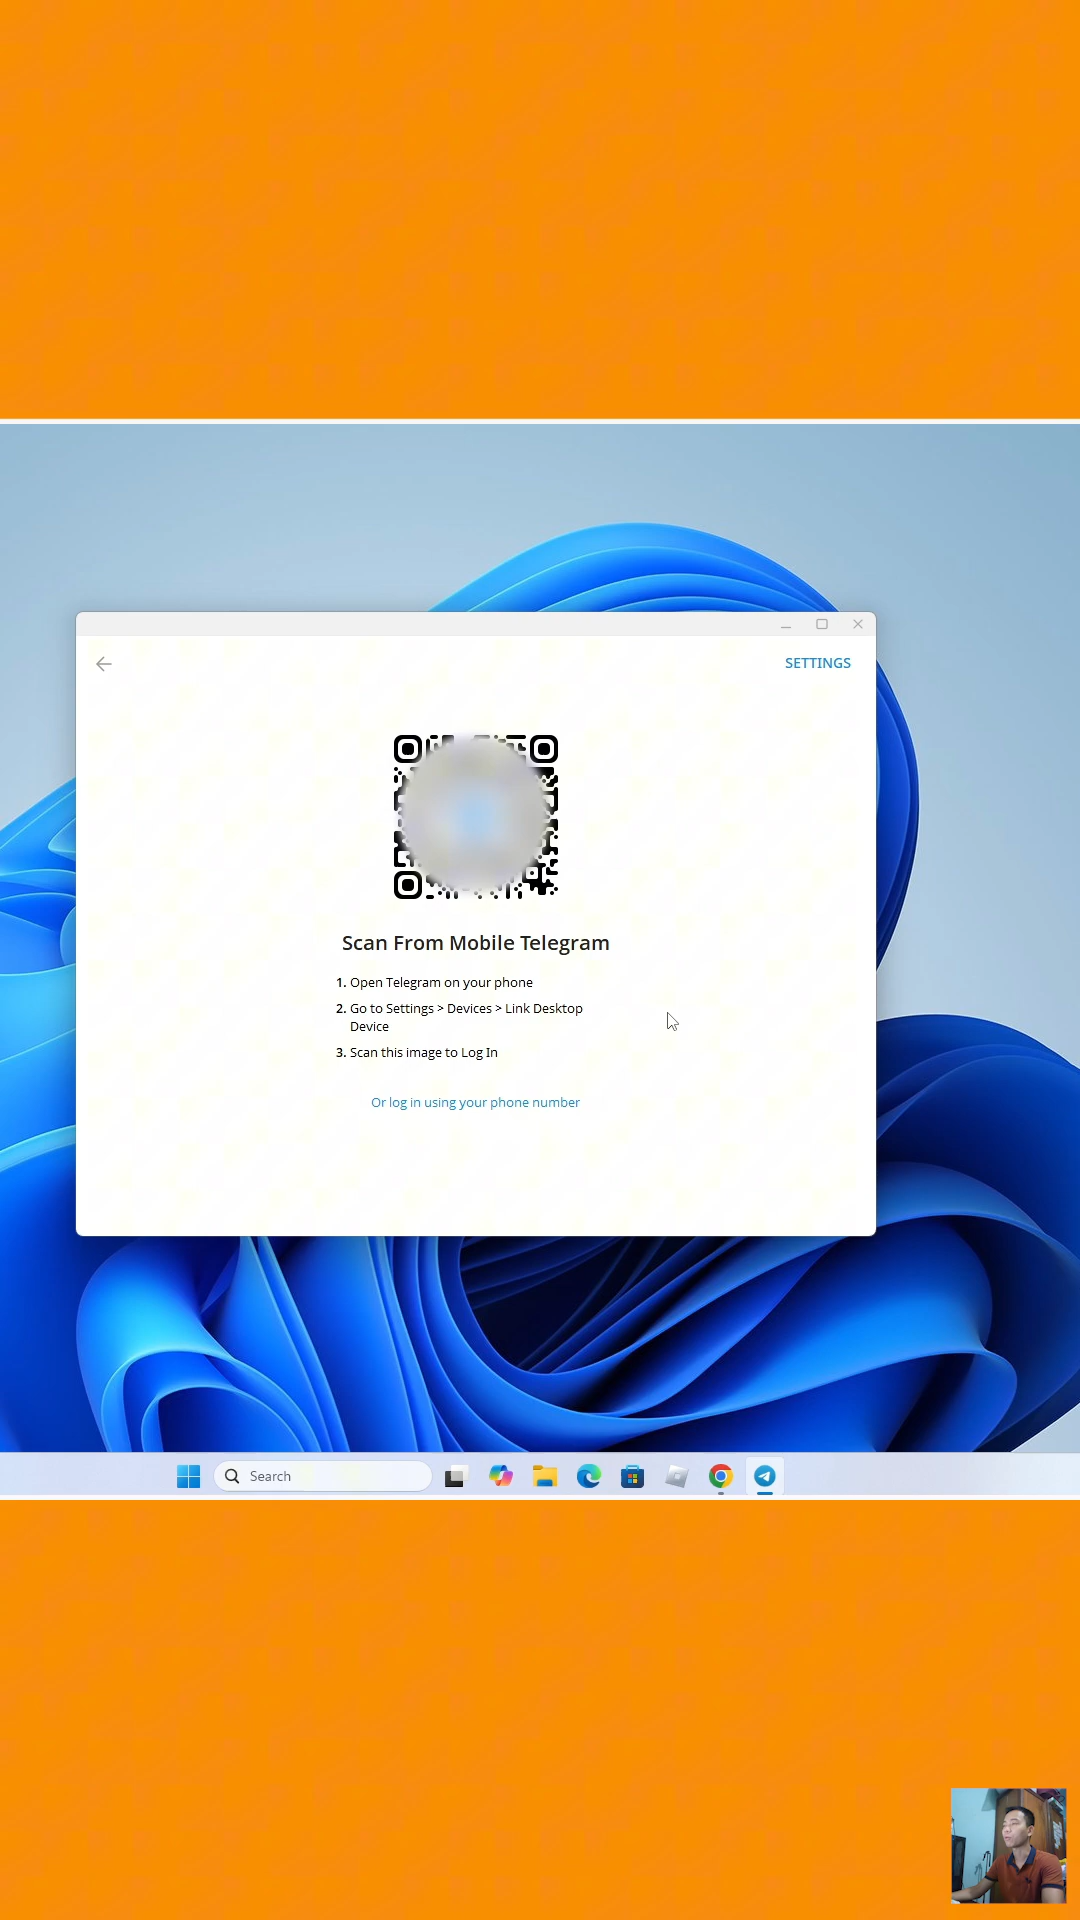 SETTINGS
Scan From Mobile Telegram
1. Open Telegram on your phone
2. Go to Settings > Devices > Link Desktop
Device
3. Scan this image to Log In
Or log in using your phone number
Search